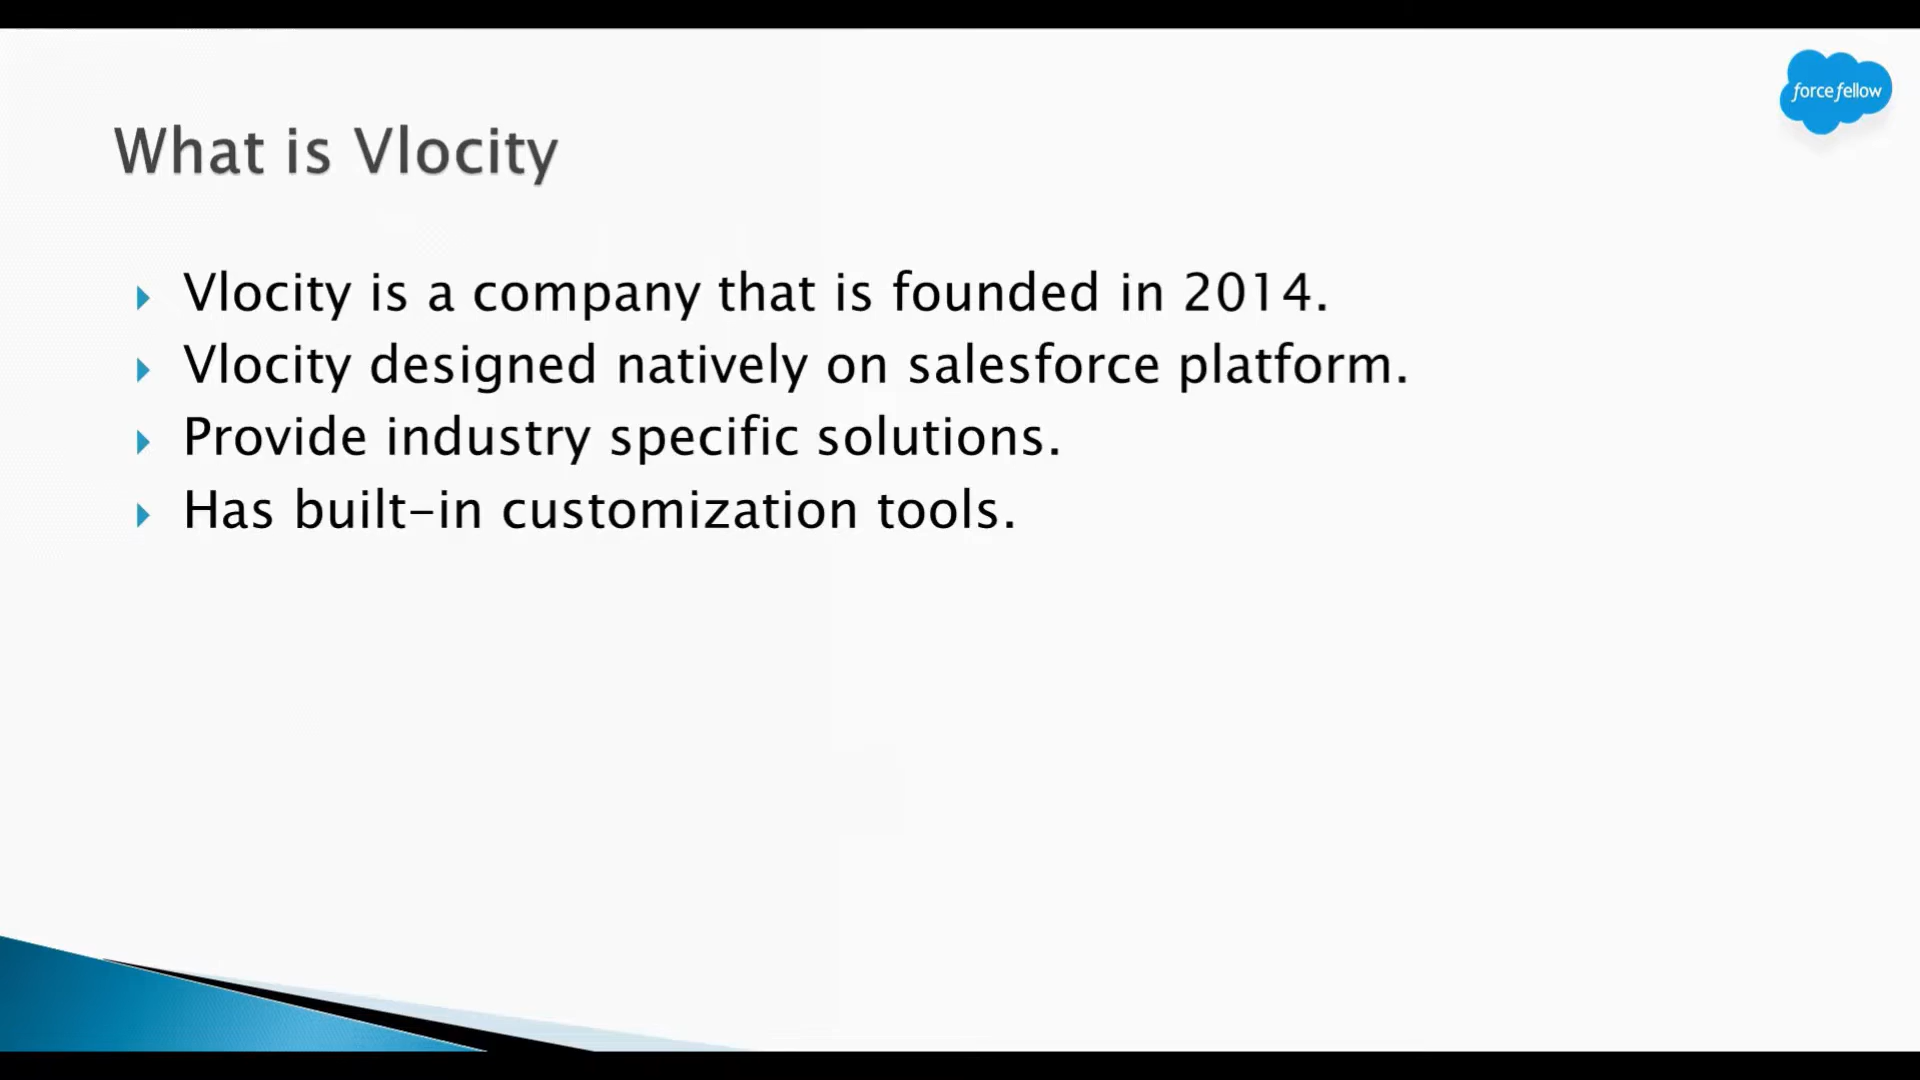 force fellow
What is Vlocity
Vlocity is a company that is founded in 2014.
Vlocity designed natively on salesforce platform.
Provide industry specific solutions.
Has built-in customization tools.